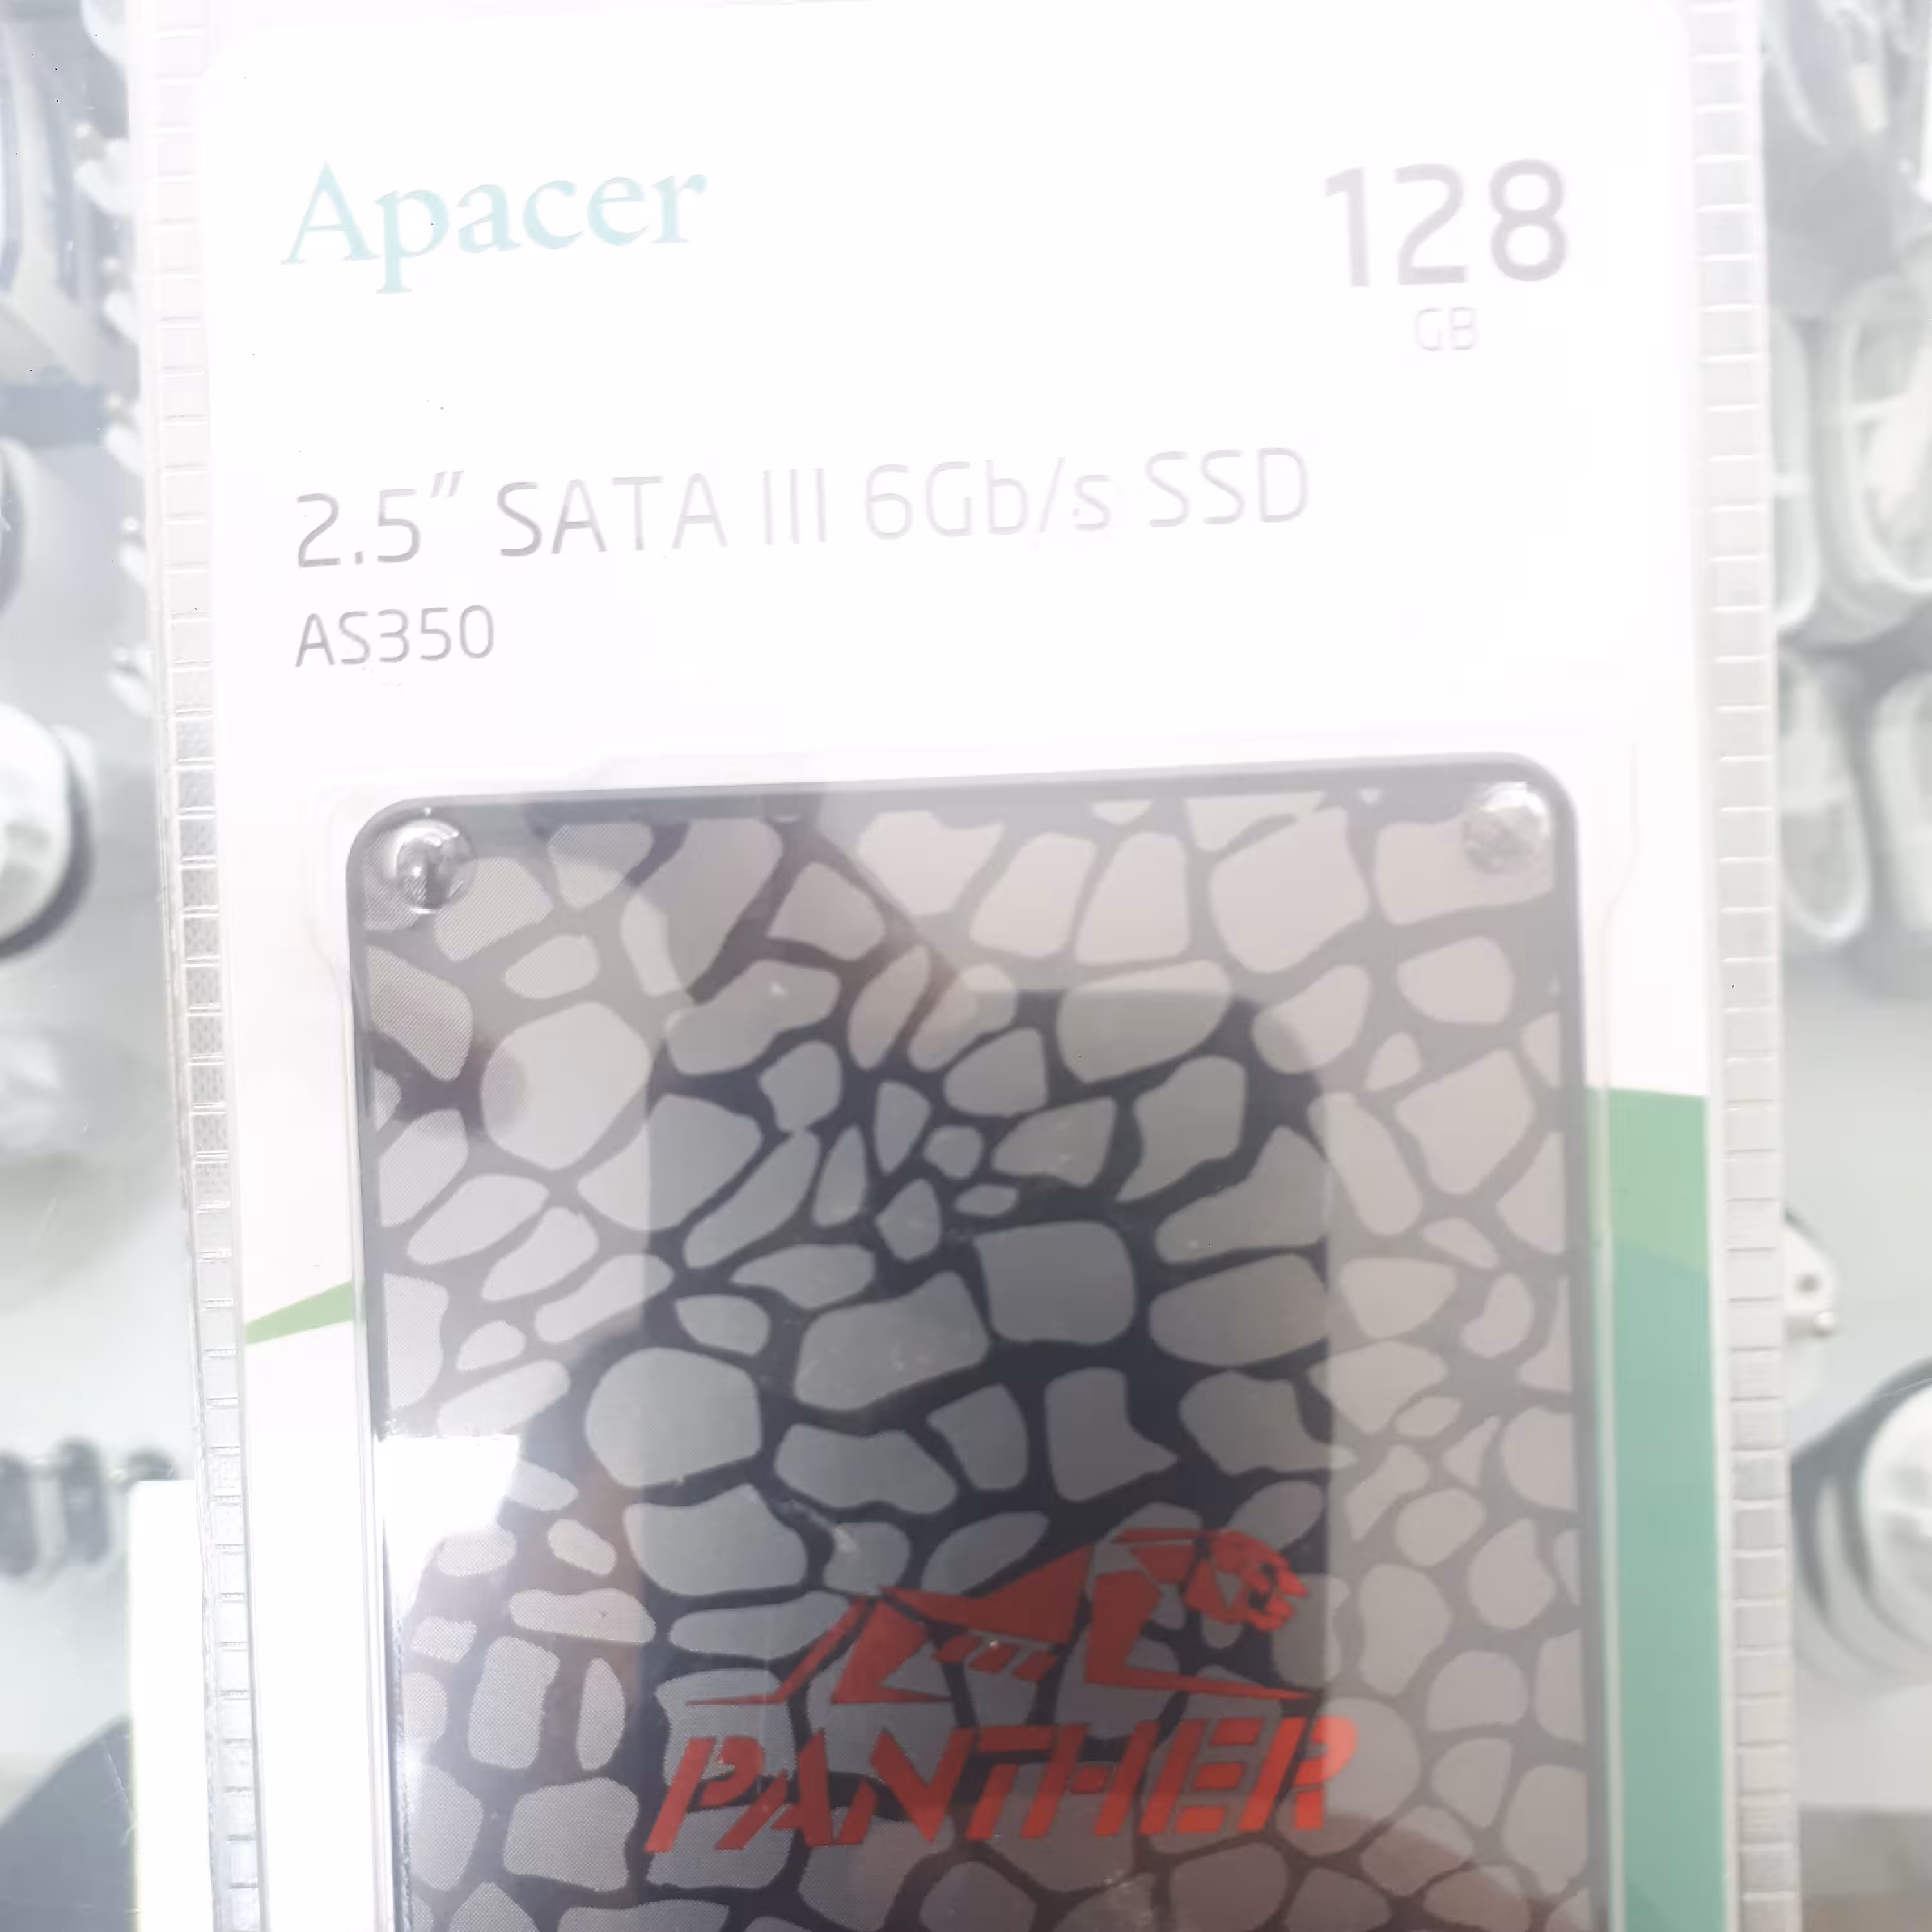 Apacer
128
GB
2.5" SATA III 6Gb/s SSD
AS350
PANTHER